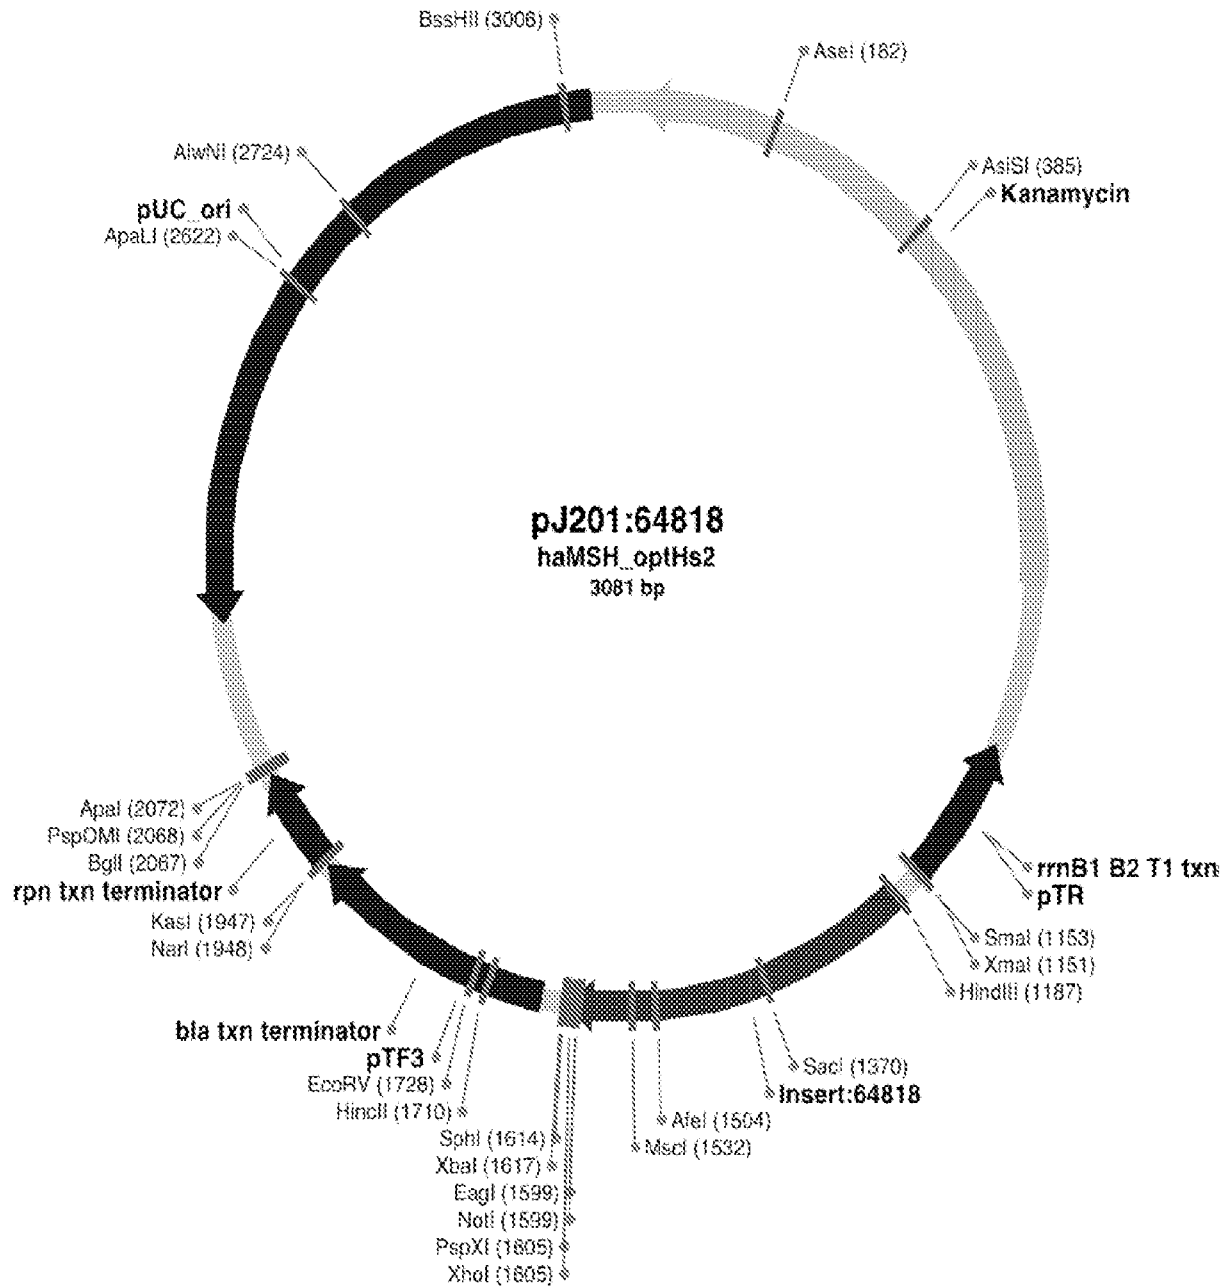 BssHII (3006)
AseI (182)
AlwNI (2724)
AsiSI (385)
pUC_ori
Kanamycin
ApaLI (2622)
pJ201:64818
haMSH_optHs2
3081 bp
ApaI (2072)
PspOMI (2068)
BglI (2067)
rrnB1 B2 T1 txn
rpn txn terminator
pTR
KasI (1947)
SmaI (1153)
NarI (1948)
XmaI (1151)
HindIII (1187)
bla txn terminator
pTF3
SacI (1370)
EcoRV (1728)
Insert:64818
HincII (1710)
AfeI (1504)
SphI (1614)
MscI (1532)
XbaI (1617)
EagI (1599)
NotI (1599)
PspXI (1605)
XhoI (1605)